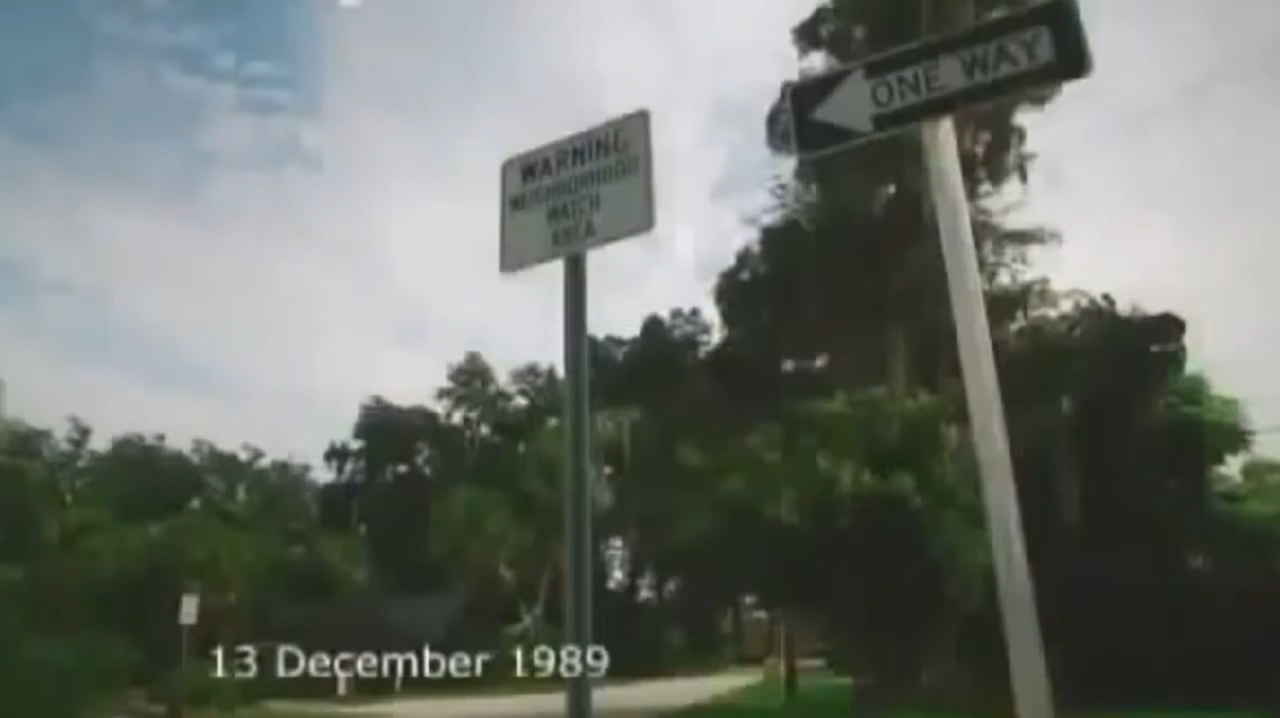 ONE WAY
WARNING
NEIGHBORHOOD
WATCH
AREA
13 December 1989